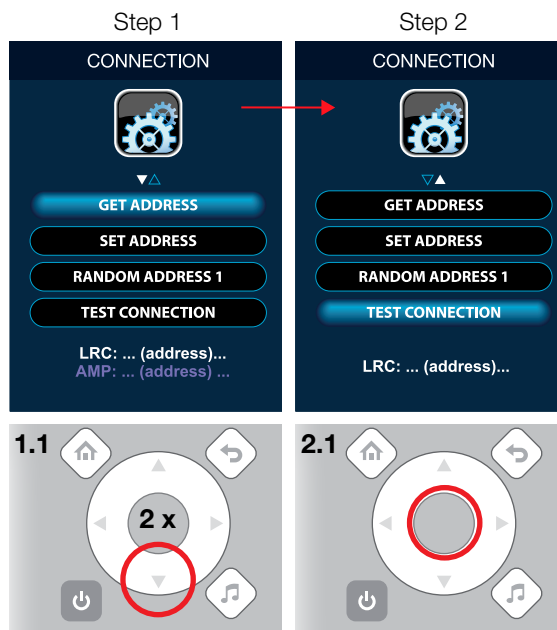 Step 1
CONNECTION
GET ADDRESS
SET ADDRESS
RANDOM ADDRESS 1
TEST CONNECTION
LRC: ... (address)...
AMP: ... (address) ...
1.1
2 x
Step 2
CONNECTION
GET ADDRESS
SET ADDRESS
RANDOM ADDRESS 1
TEST CONNECTION
LRC: ... (address)...
2.1